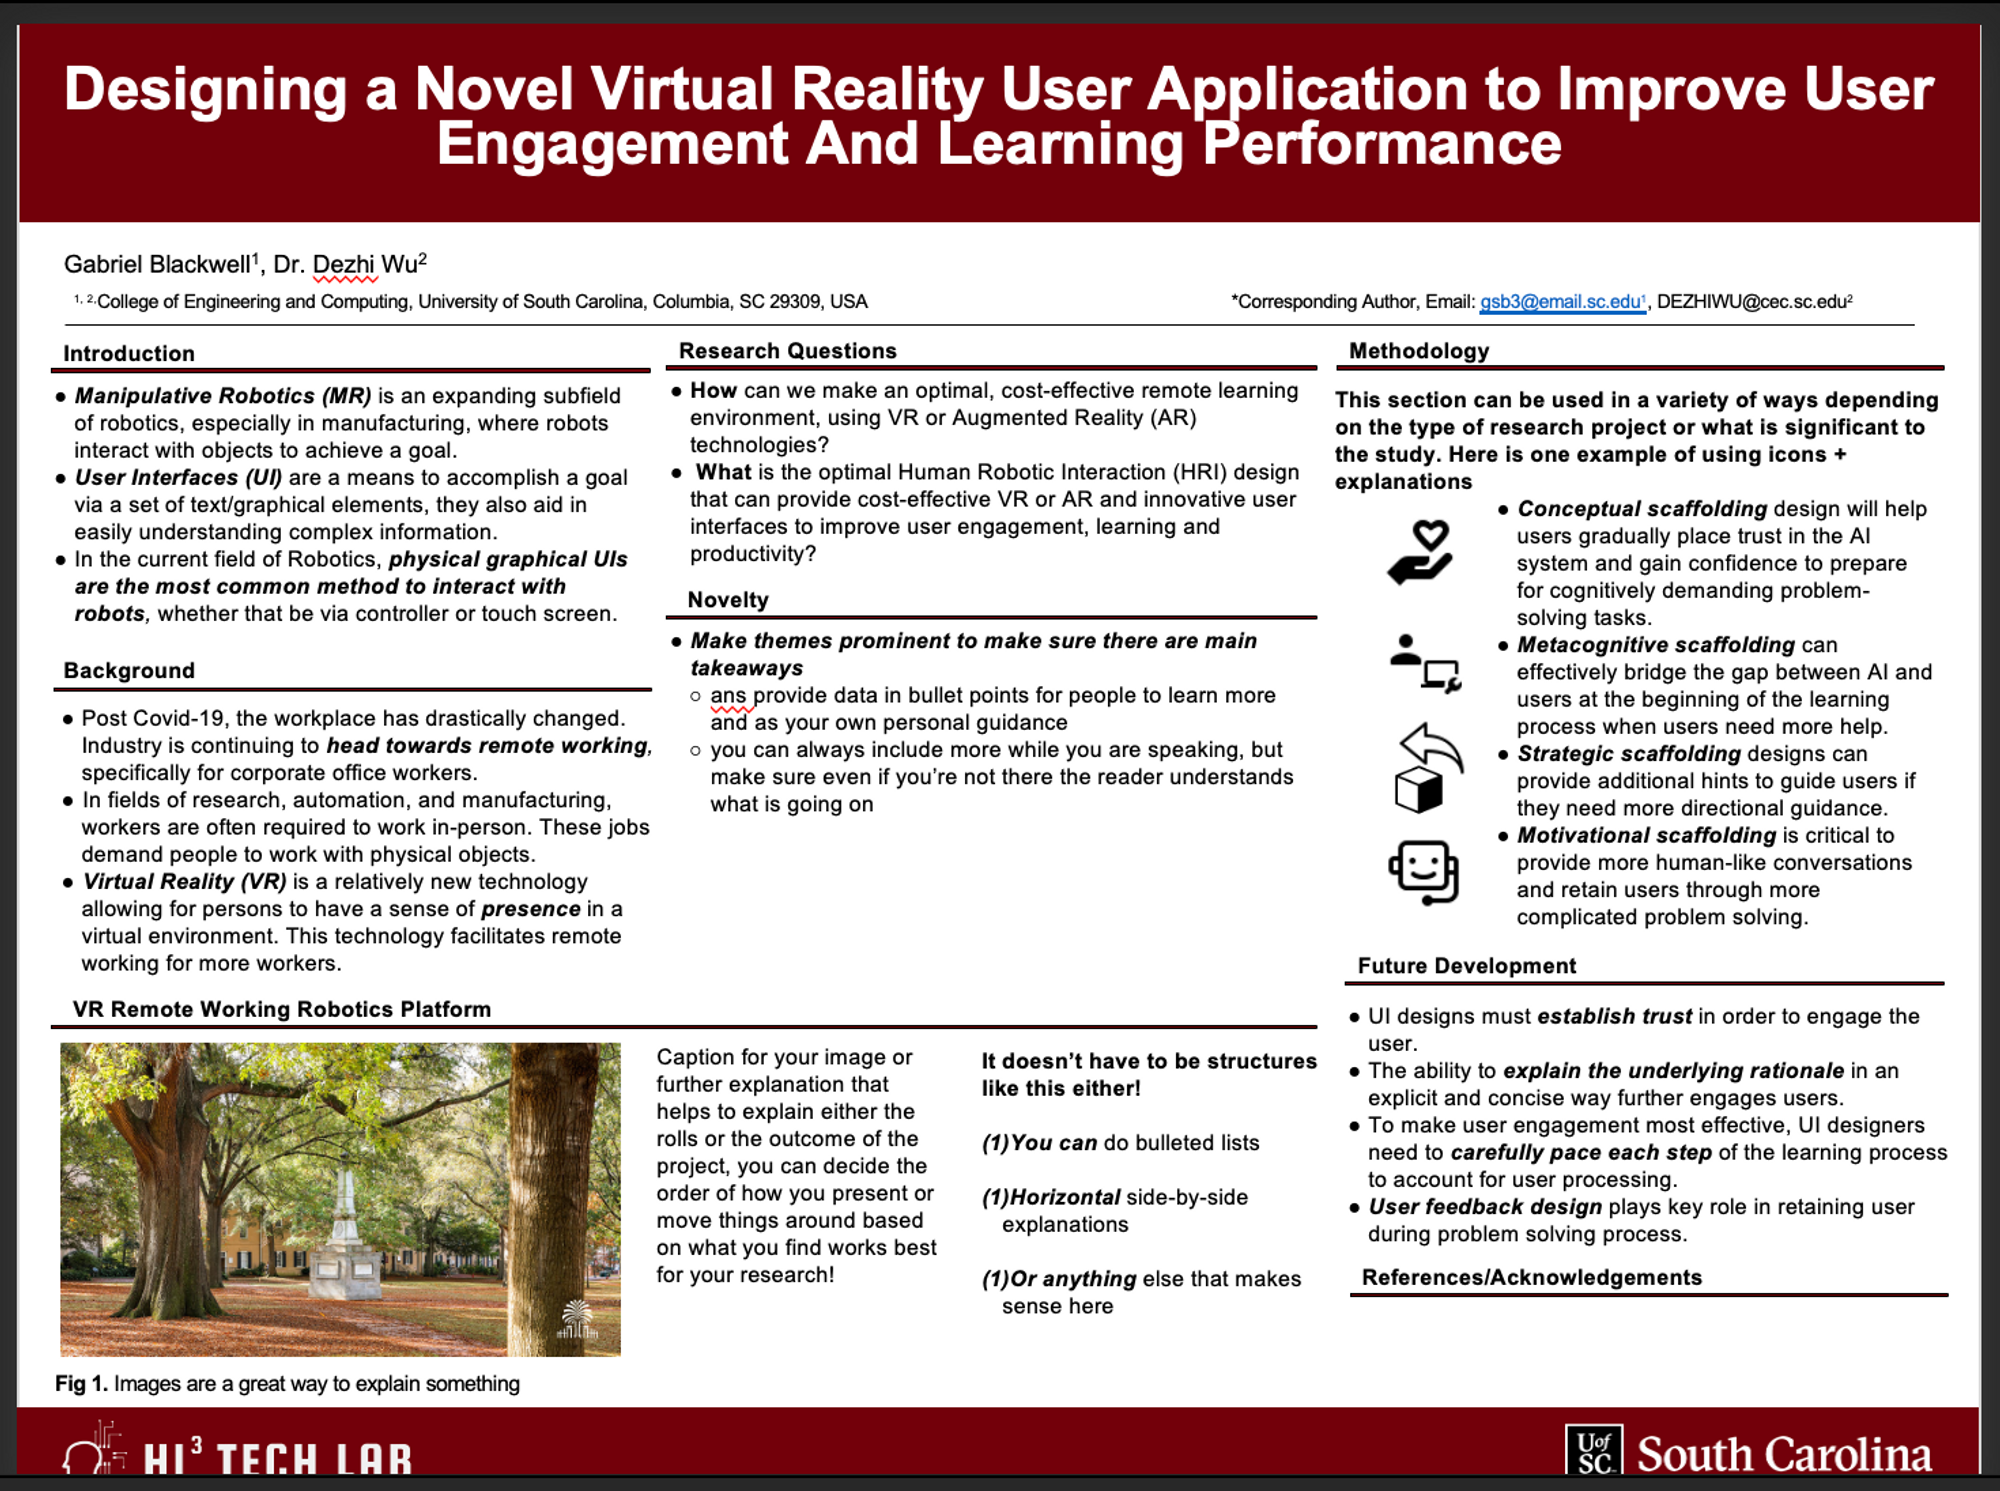 Designing a Novel Virtual Reality User Application to Improve User
Engagement And Learning Performance
Gabriel Blackwell¹, Dr. Dezhi Wu²
¹, ².College of Engineering and Computing, University of South Carolina, Columbia, SC 29309, USA
*Corresponding Author, Email: gsb3@email.sc.edu¹, DEZHIWU@cec.sc.edu²
Introduction
● Manipulative Robotics (MR) is an expanding subfield
of robotics, especially in manufacturing, where robots
interact with objects to achieve a goal.
● User Interfaces (UI) are a means to accomplish a goal
via a set of text/graphical elements, they also aid in
easily understanding complex information.
● In the current field of Robotics, physical graphical UIs
are the most common method to interact with
robots, whether that be via controller or touch screen.
Background
● Post Covid-19, the workplace has drastically changed.
Industry is continuing to head towards remote working,
specifically for corporate office workers.
● In fields of research, automation, and manufacturing,
workers are often required to work in-person. These jobs
demand people to work with physical objects.
● Virtual Reality (VR) is a relatively new technology
allowing for persons to have a sense of presence in a
virtual environment. This technology facilitates remote
working for more workers.
Research Questions
● How can we make an optimal, cost-effective remote learning
environment, using VR or Augmented Reality (AR)
technologies?
● What is the optimal Human Robotic Interaction (HRI) design
that can provide cost-effective VR or AR and innovative user
interfaces to improve user engagement, learning and
productivity?
Novelty
● Make themes prominent to make sure there are main
takeaways
○ ans provide data in bullet points for people to learn more
and as your own personal guidance
○ you can always include more while you are speaking, but
make sure even if you’re not there the reader understands
what is going on
VR Remote Working Robotics Platform
Caption for your image or
further explanation that
helps to explain either the
rolls or the outcome of the
project, you can decide the
order of how you present or
move things around based
on what you find works best
for your research!
It doesn’t have to be structures
like this either!
(1)You can do bulleted lists
(1)Horizontal side-by-side
explanations
(1)Or anything else that makes
sense here
Fig 1. Images are a great way to explain something
Methodology
This section can be used in a variety of ways depending
on the type of research project or what is significant to
the study. Here is one example of using icons +
explanations
● Conceptual scaffolding design will help
users gradually place trust in the AI
system and gain confidence to prepare
for cognitively demanding problem-
solving tasks.
● Metacognitive scaffolding can
effectively bridge the gap between AI and
users at the beginning of the learning
process when users need more help.
● Strategic scaffolding designs can
provide additional hints to guide users if
they need more directional guidance.
● Motivational scaffolding is critical to
provide more human-like conversations
and retain users through more
complicated problem solving.
Future Development
● UI designs must establish trust in order to engage the
user.
● The ability to explain the underlying rationale in an
explicit and concise way further engages users.
● To make user engagement most effective, UI designers
need to carefully pace each step of the learning process
to account for user processing.
● User feedback design plays key role in retaining user
during problem solving process.
References/Acknowledgements
HI³ TECH LAB
UofSC
South Carolina